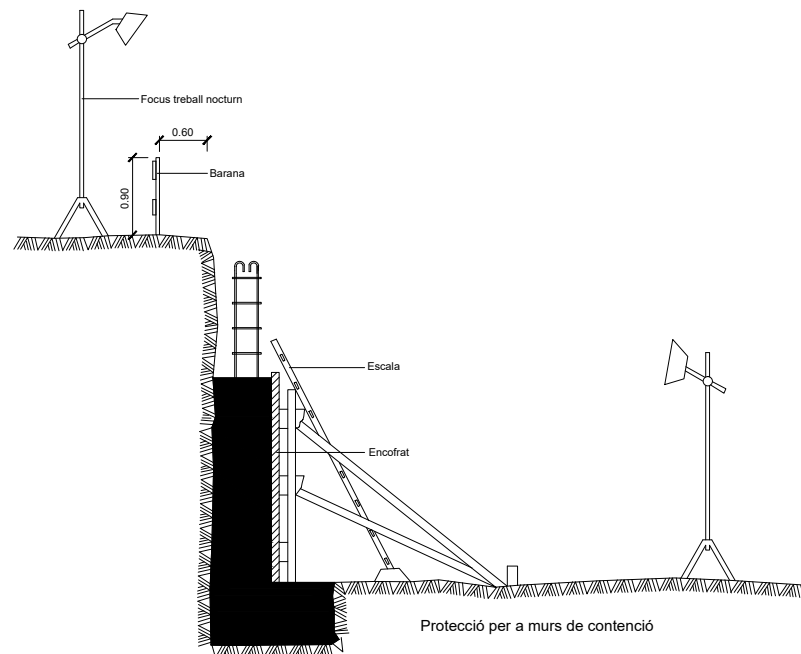 Focus treball nocturn
0.60
Barana
0.90
Escala
Encofrat
Protecció per a murs de contenció